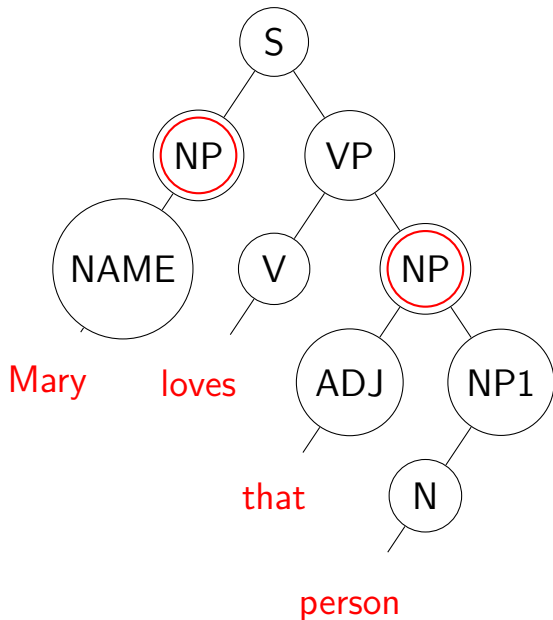 S
NP VP
NAME V NP
Mary loves ADJ NP1
that N
person